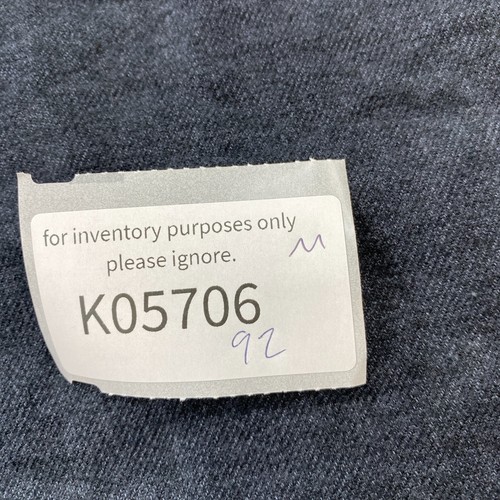 for inventory purposes only
please ignore.
M
K05706
92